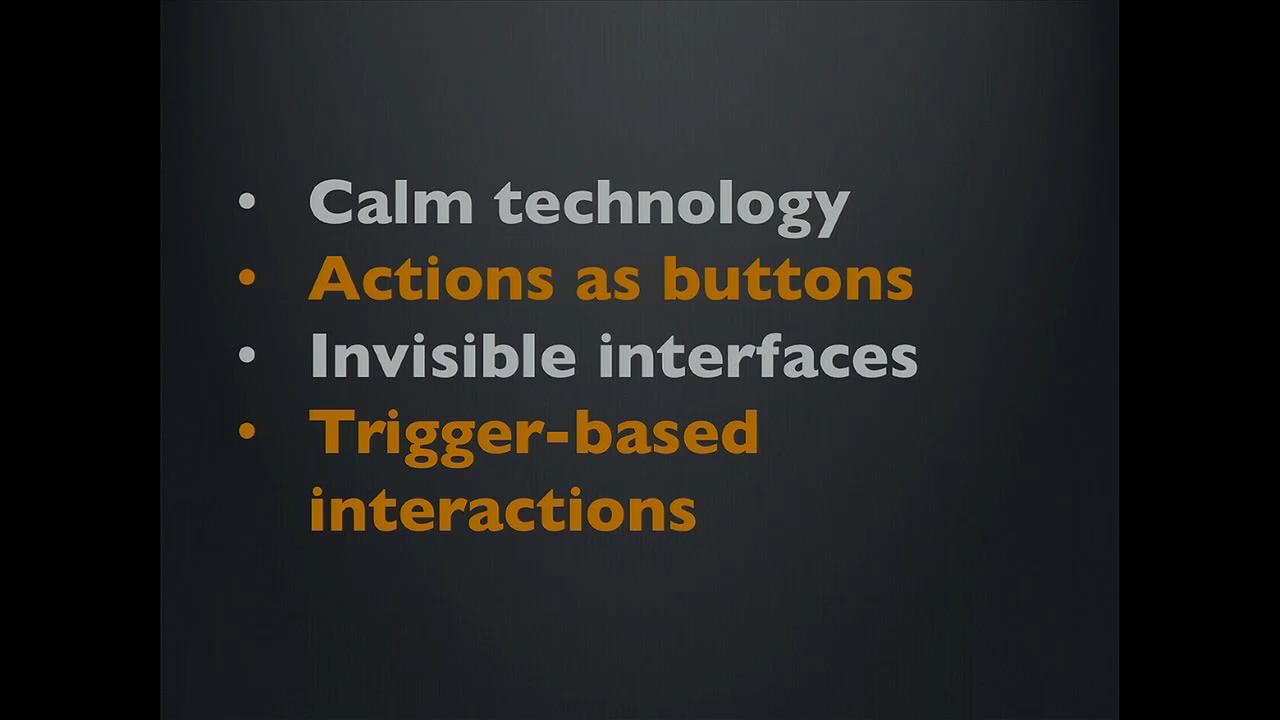 • Calm technology
• Actions as buttons
• Invisible interfaces
• Trigger-based
interactions